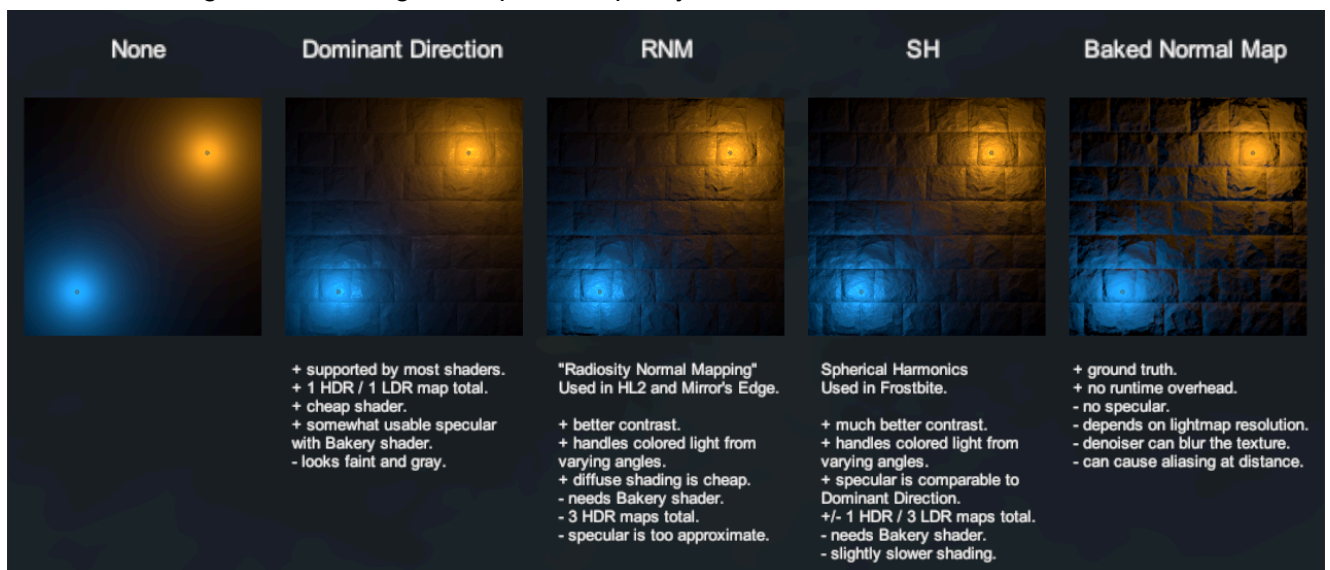 None
Dominant Direction
RNM
SH
Baked Normal Map
+ supported by most shaders.
+ 1 HDR / 1 LDR map total.
+ cheap shader.
+ somewhat usable specular
with Bakery shader.
- looks faint and gray.
"Radiosity Normal Mapping"
Used in HL2 and Mirror's Edge.
+ better contrast.
+ handles colored light from
varying angles.
+ diffuse shading is cheap.
- needs Bakery shader.
- 3 HDR maps total.
- specular is too approximate.
Spherical Harmonics
Used in Frostbite.
+ much better contrast.
+ handles colored light from
varying angles.
+ specular is comparable to
Dominant Direction.
+/- 1 HDR / 3 LDR maps total.
- needs Bakery shader.
- slightly slower shading.
+ ground truth.
+ no runtime overhead.
- no specular.
- depends on lightmap resolution.
- denoiser can blur the texture.
- can cause aliasing at distance.